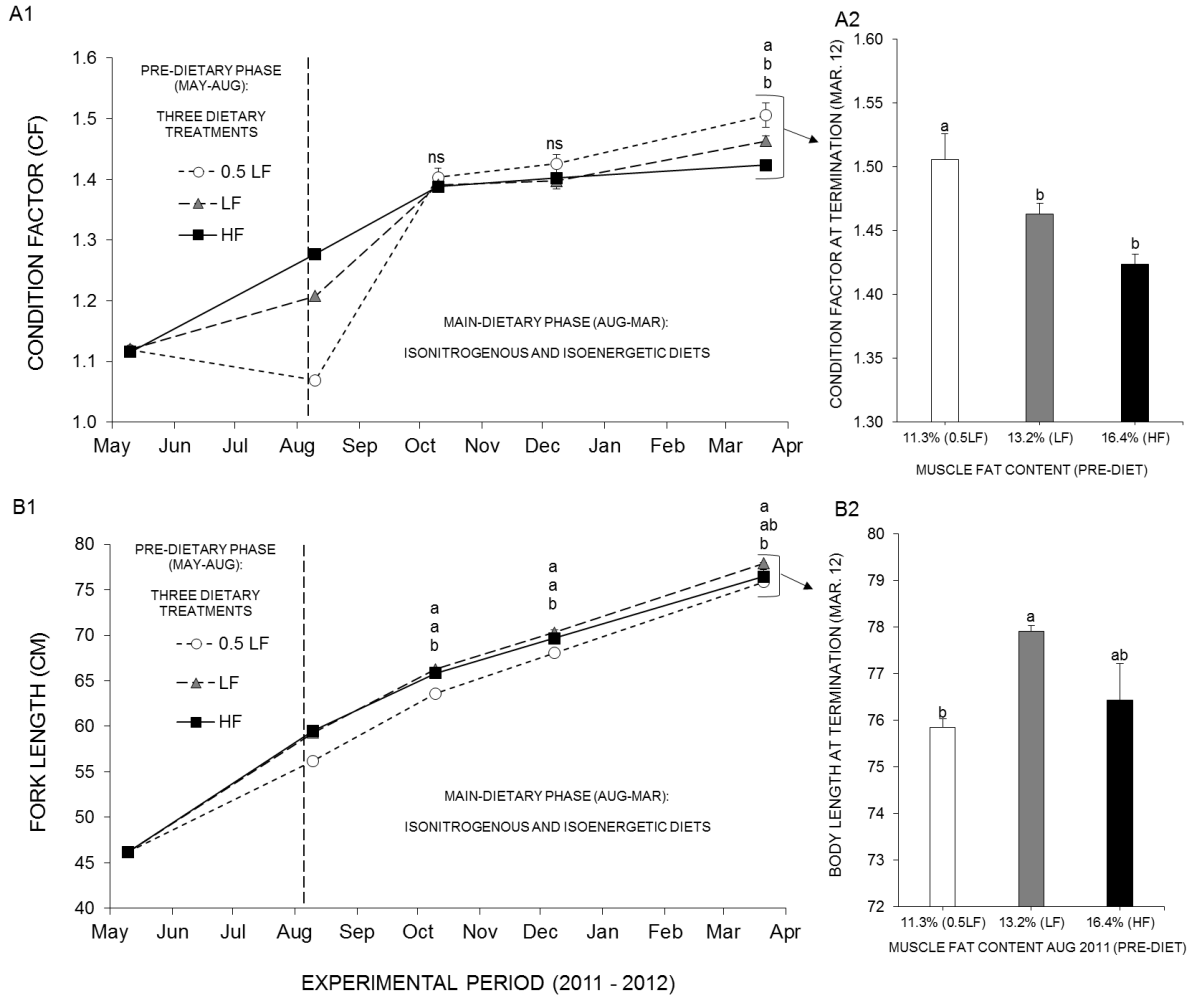 A1
1.6
1.5
1.4
1.3
1.2
1.1
1.0
CONDITION FACTOR (CF)
PRE-DIETARY PHASE
(MAY-AUG):
THREE DIETARY
TREATMENTS
0.5 LF
LF
HF
ns
ns
a
b
b
MAIN-DIETARY PHASE (AUG-MAR):
ISONITROGENOUS AND ISOENERGETIC DIETS
May Jun Jul Aug Sep Oct Nov Dec Jan Feb Mar Apr
A2
1.60
1.55
1.50
1.45
1.40
1.35
1.30
CONDITION FACTOR AT TERMINATION (MAR. 12)
a
b
b
11.3% (0.5LF) 13.2% (LF) 16.4% (HF)
MUSCLE FAT CONTENT (PRE-DIET)
B1
80
75
70
65
60
55
50
45
40
FORK LENGTH (CM)
PRE-DIETARY PHASE
(MAY-AUG):
THREE DIETARY
TREATMENTS
0.5 LF
LF
HF
a
a
b
a
a
b
a
ab
b
MAIN-DIETARY PHASE (AUG-MAR):
ISONITROGENOUS AND ISOENERGETIC DIETS
May Jun Jul Aug Sep Oct Nov Dec Jan Feb Mar Apr
EXPERIMENTAL PERIOD (2011 - 2012)
B2
80
79
78
77
76
75
74
73
72
BODY LENGTH AT TERMINATION (MAR. 12)
b
a
ab
11.3% (0.5LF) 13.2% (LF) 16.4% (HF)
MUSCLE FAT CONTENT AUG 2011 (PRE-DIET)